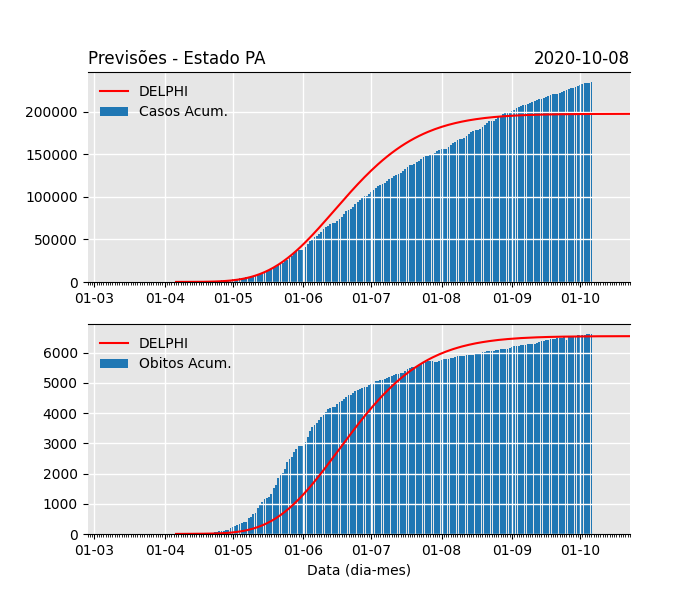 Previsões - Estado PA 2020-10-08
DELPHI
Casos Acum.
200000
150000
100000
50000
0
01-03 01-04 01-05 01-06 01-07 01-08 01-09 01-10
DELPHI
Obitos Acum.
6000
5000
4000
3000
2000
1000
0
01-03 01-04 01-05 01-06 01-07 01-08 01-09 01-10
Data (dia-mes)